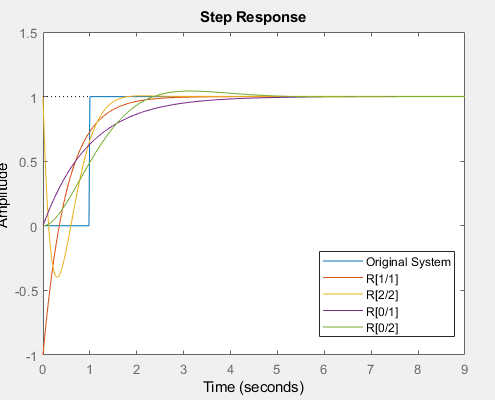 Step Response
1.5
1
0.5
0
-0.5
-1
Amplitude
0 1 2 3 4 5 6 7 8 9
Time (seconds)
Original System
R[1/1]
R[2/2]
R[0/1]
R[0/2]